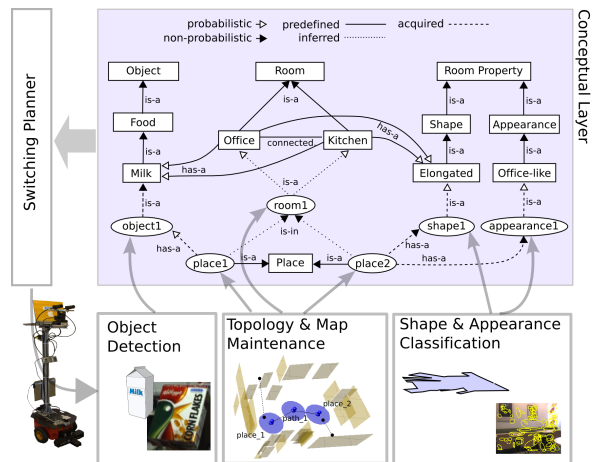 probabilistic
predefined
acquired
non-probabilistic
inferred
Conceptual Layer
Switching Planner
Object
Room
Room Property
is-a
is-a
is-a
is-a
Food
Shape
Appearance
Office
connected
Kitchen
has-a
is-a
is-a
is-a
has-a
Milk
Elongated
Office-like
is-a
is-a
is-a
is-a
room1
object1
is-in
shape1
appearance1
has-a
has-a
place1
is-a
Place
is-a
place2
has-a
Object
Detection
Topology & Map
Maintenance
Shape & Appearance
Classification
Milk
CORN FLAKES
place_2
path_1
place_1